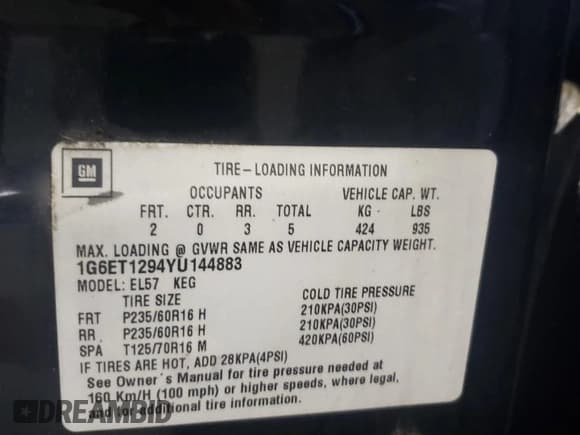 GM
TIRE-LOADING INFORMATION
OCCUPANTS VEHICLE CAP. WT.
FRT. CTR. RR. TOTAL KG LBS
2 0 3 5 424 935
MAX. LOADING @ GVWR SAME AS VEHICLE CAPACITY WEIGHT.
1G6ET1294YU144883
MODEL: EL57 KEG
TIRE SIZE COLD TIRE PRESSURE
FRT P235/60R16 H 210KPA(30PSI)
RR P235/60R16 H 210KPA(30PSI)
SPA T125/70R16 M 420KPA(60PSI)
IF TIRES ARE HOT, ADD 28KPA(4PSI)
See Owner's Manual for tire pressure needed at
160 Km/H (100 mph) or higher speeds, where legal,
and for additional tire information.
DREAMBID